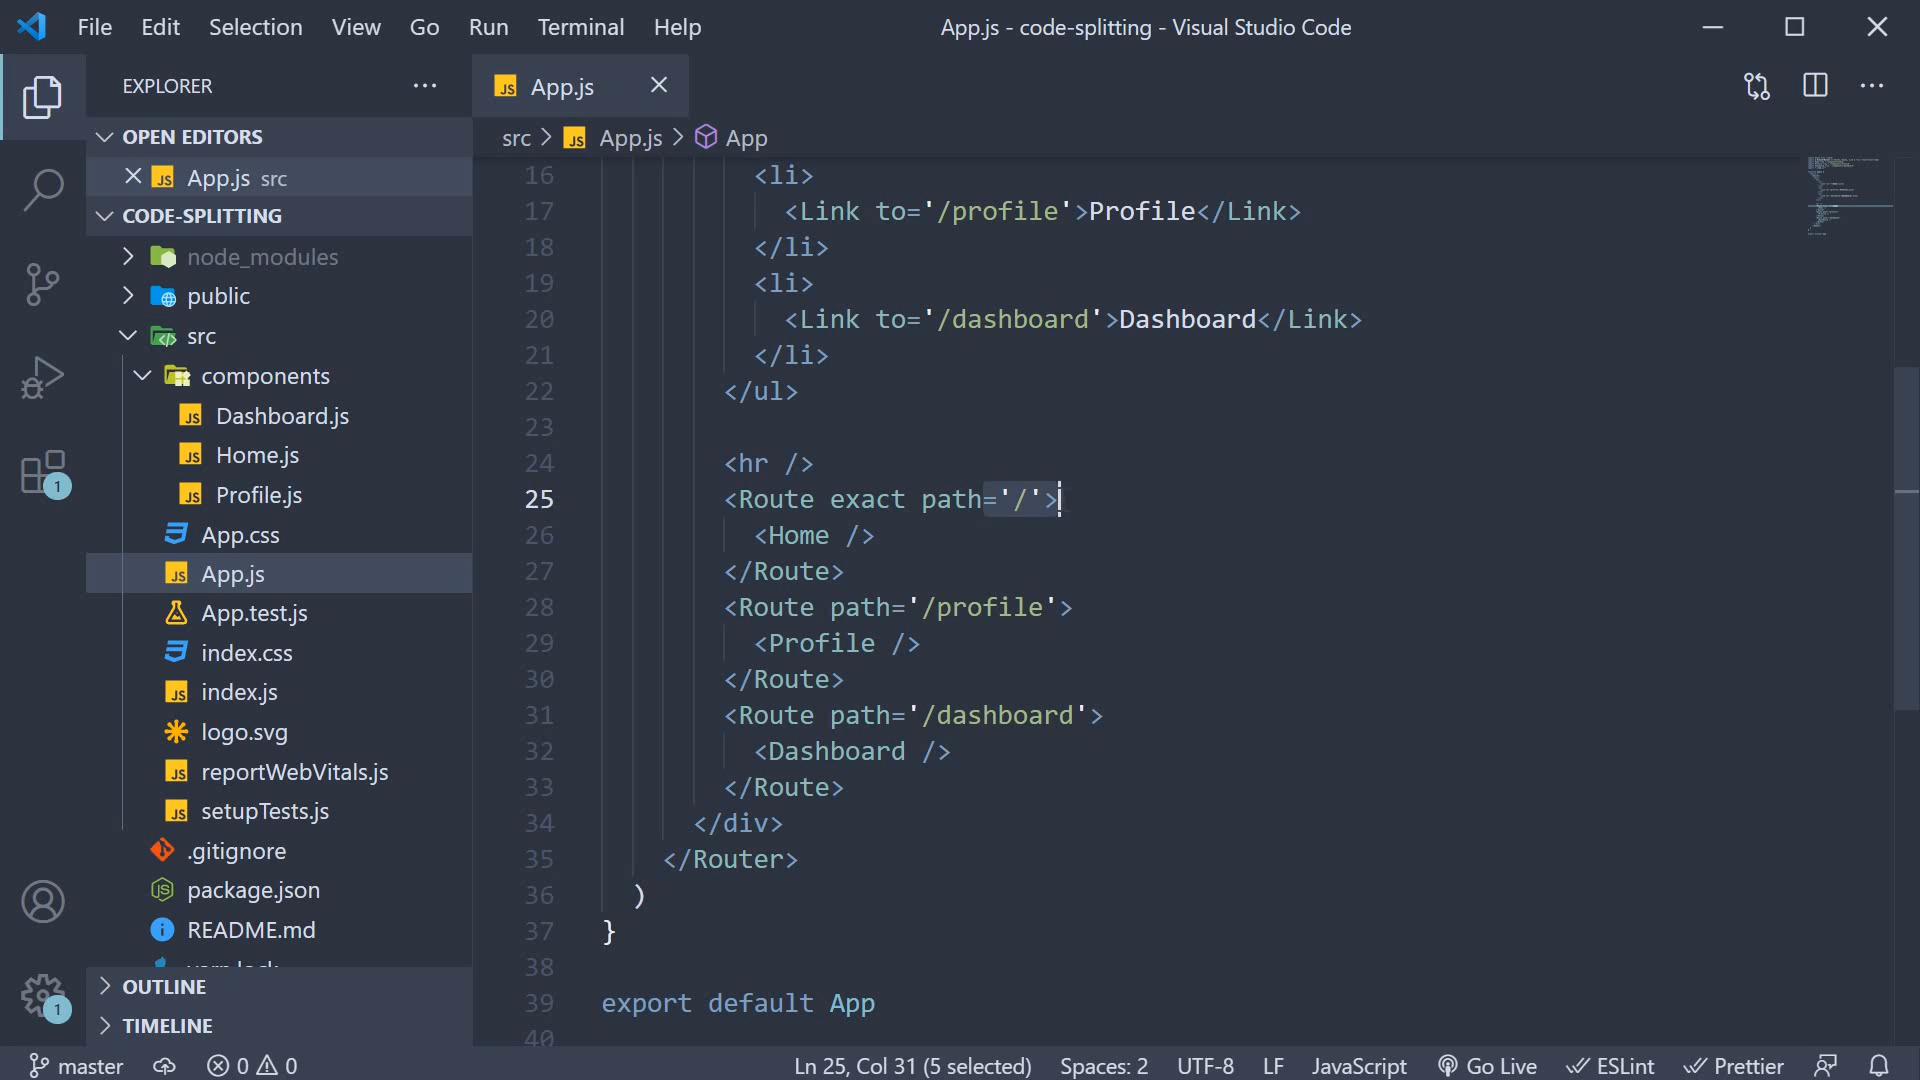 File Edit Selection View Go Run Terminal Help
App.js - code-splitting - Visual Studio Code
EXPLORER
OPEN EDITORS
App.js src
CODE-SPLITTING
node_modules
public
src
components
Dashboard.js
Home.js
Profile.js
App.css
App.js
App.test.js
index.css
index.js
logo.svg
reportWebVitals.js
setupTests.js
.gitignore
package.json
README.md
OUTLINE
TIMELINE
1
1
App.js
src > App.js > App
16 <li>
17 <Link to='/profile'>Profile</Link>
18 </li>
19 <li>
20 <Link to='/dashboard'>Dashboard</Link>
21 </li>
22 </ul>
23
24 <hr />
25 <Route exact path='/'>
26 <Home />
27 </Route>
28 <Route path='/profile'>
29 <Profile />
30 </Route>
31 <Route path='/dashboard'>
32 <Dashboard />
33 </Route>
34 </div>
35 </Router>
36 )
37 }
38
39 export default App
40
master 0 0 Ln 25, Col 31 (5 selected) Spaces: 2 UTF-8 LF JavaScript Go Live ESLint Prettier